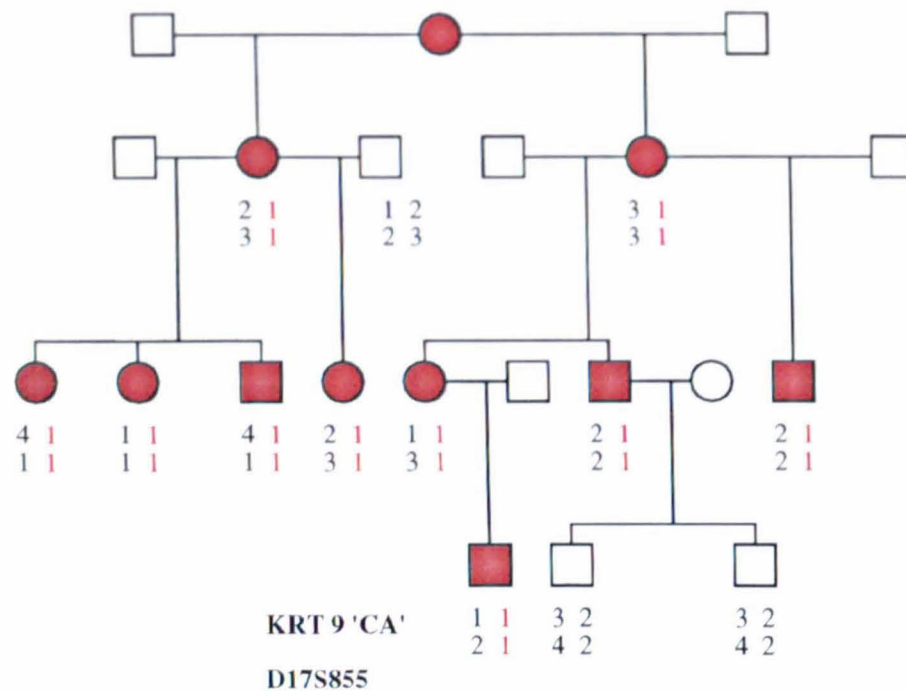 2 1 1 2 3 1
3 1 2 3 3 1
4 1 1 1 4 1 2 1 1 1 2 1 2 1
1 1 1 1 1 1 3 1 3 1 2 1 2 1
KRT 9 'CA' 1 1 3 2 3 2
2 1 4 2 4 2
D17S855